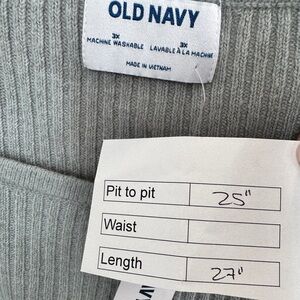 OLD NAVY
3X 3X
MACHINE WASHABLE LAVABLE À LA MACHINE
MADE IN VIETNAM
Pit to pit 25"
Waist
Length 27"